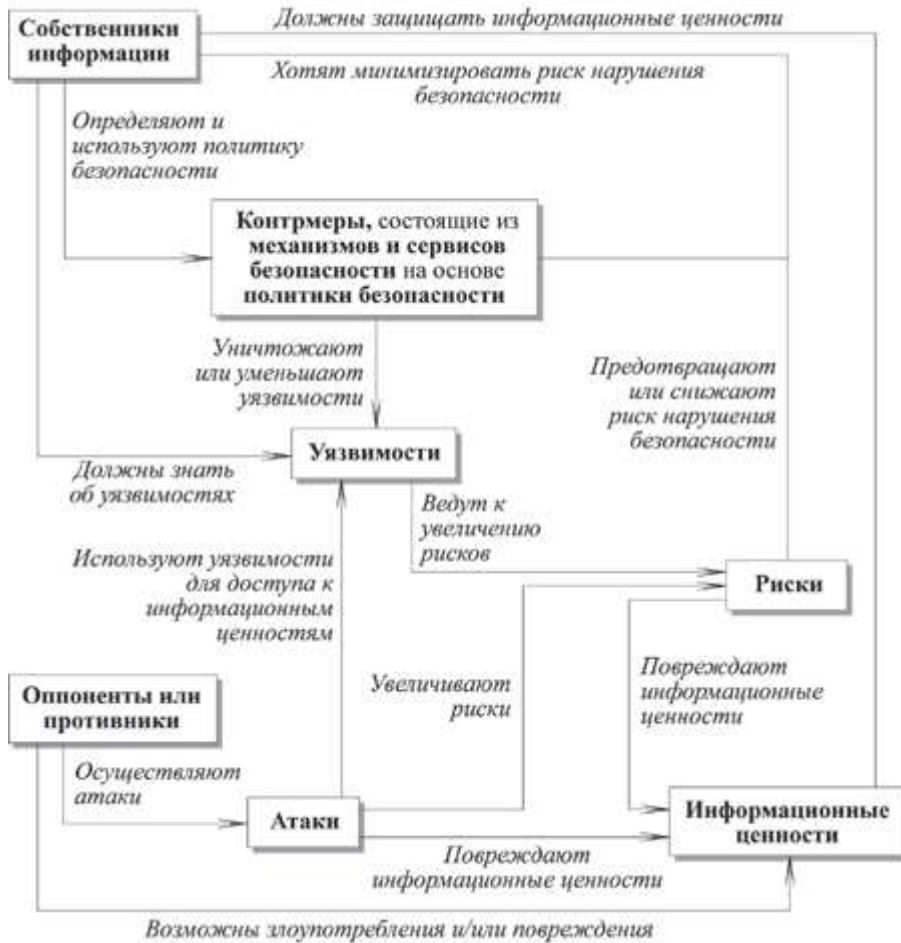 Собственники
информации
Должны защищать информационные ценности
Хотят минимизировать риск нарушения
безопасности
Определяют и
используют политику
безопасности
Контрмеры, состоящие из
механизмов и сервисов
безопасности на основе
политики безопасности
Уничтожают
или уменьшают
уязвимости
Предотвращают
или снижают
риск нарушения
безопасности
Уязвимости
Должны знать
об уязвимостях
Ведут к
увеличению
рисков
Используют уязвимости
для доступа к
информационным
ценностям
Риски
Оппоненты или
противники
Увеличивают
риски
Повреждают
информационные
ценности
Осуществляют
атаки
Атаки
Информационные
ценности
Повреждают
информационные ценности
Возможны злоупотребления и/или повреждения